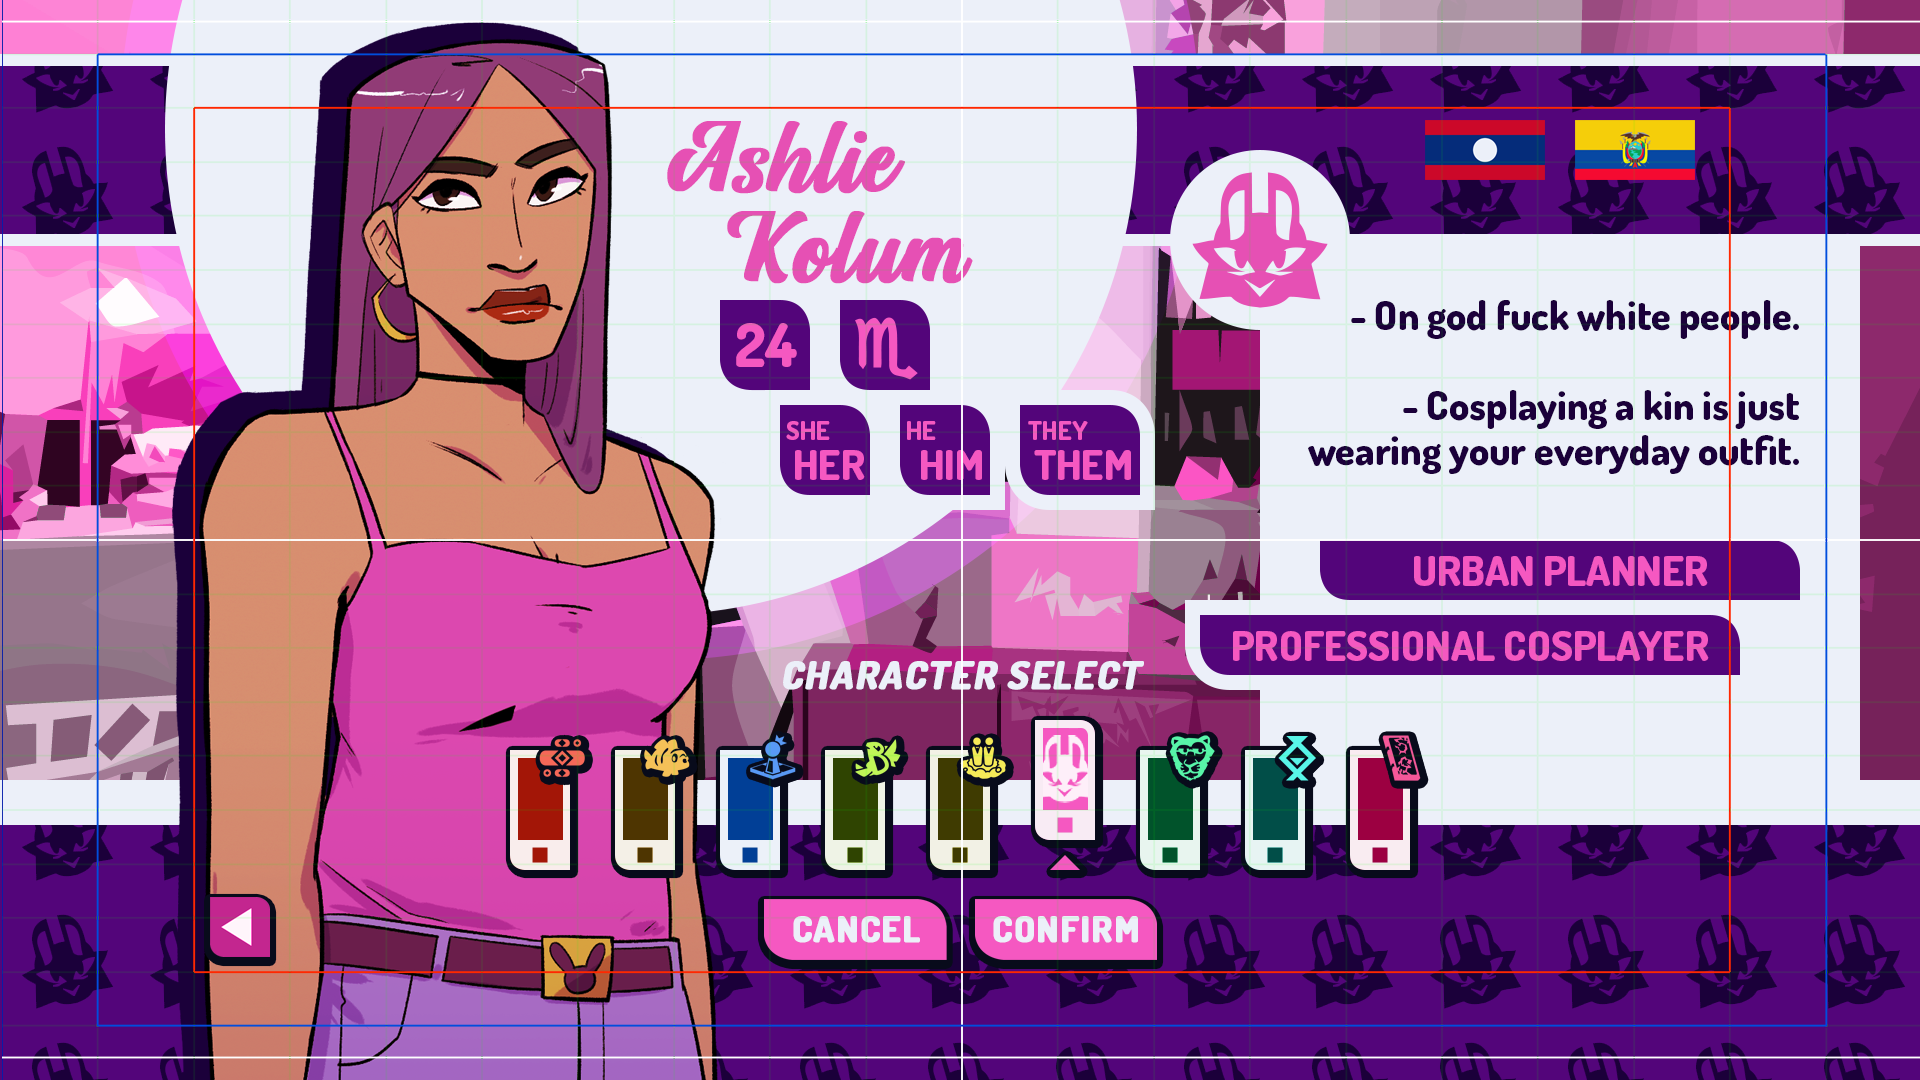 Ashlie
Kolum
24
SHE
HER
HE
HIM
THEY
THEM
- On god fuck white people.
- Cosplaying a kin is just
wearing your everyday outfit.
URBAN PLANNER
PROFESSIONAL COSPLAYER
CHARACTER SELECT
CANCEL
CONFIRM